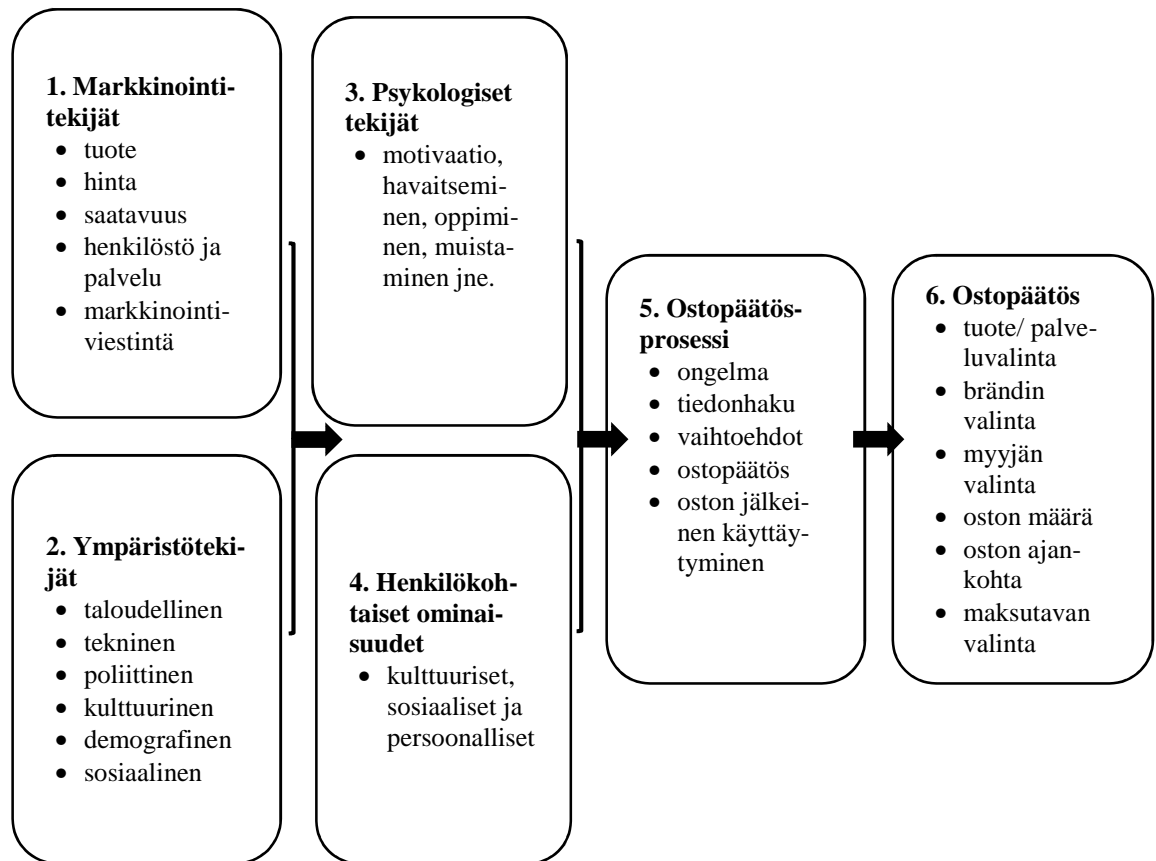 1. Markkinointi-
tekijät
• tuote
• hinta
• saatavuus
• henkilöstö ja
palvelu
• markkinointi-
viestintä
2. Ympäristöteki-
jät
• taloudellinen
• tekninen
• poliittinen
• kulttuurinen
• demografinen
• sosiaalinen
3. Psykologiset
tekijät
• motivaatio,
havaitsemi-
nen, oppimi-
nen, muista-
minen jne.
4. Henkilökoh-
taiset ominai-
suudet
• kulttuuriset,
sosiaaliset ja
persoonalliset
5. Ostopäätös-
prosessi
• ongelma
• tiedonhaku
• vaihtoehdot
• ostopäätös
• oston jälkei-
nen käyttäy-
tyminen
6. Ostopäätös
• tuote/ palve-
luvalinta
• brändin
valinta
• myyjän
valinta
• oston määrä
• oston ajan-
kohta
• maksutavan
valinta